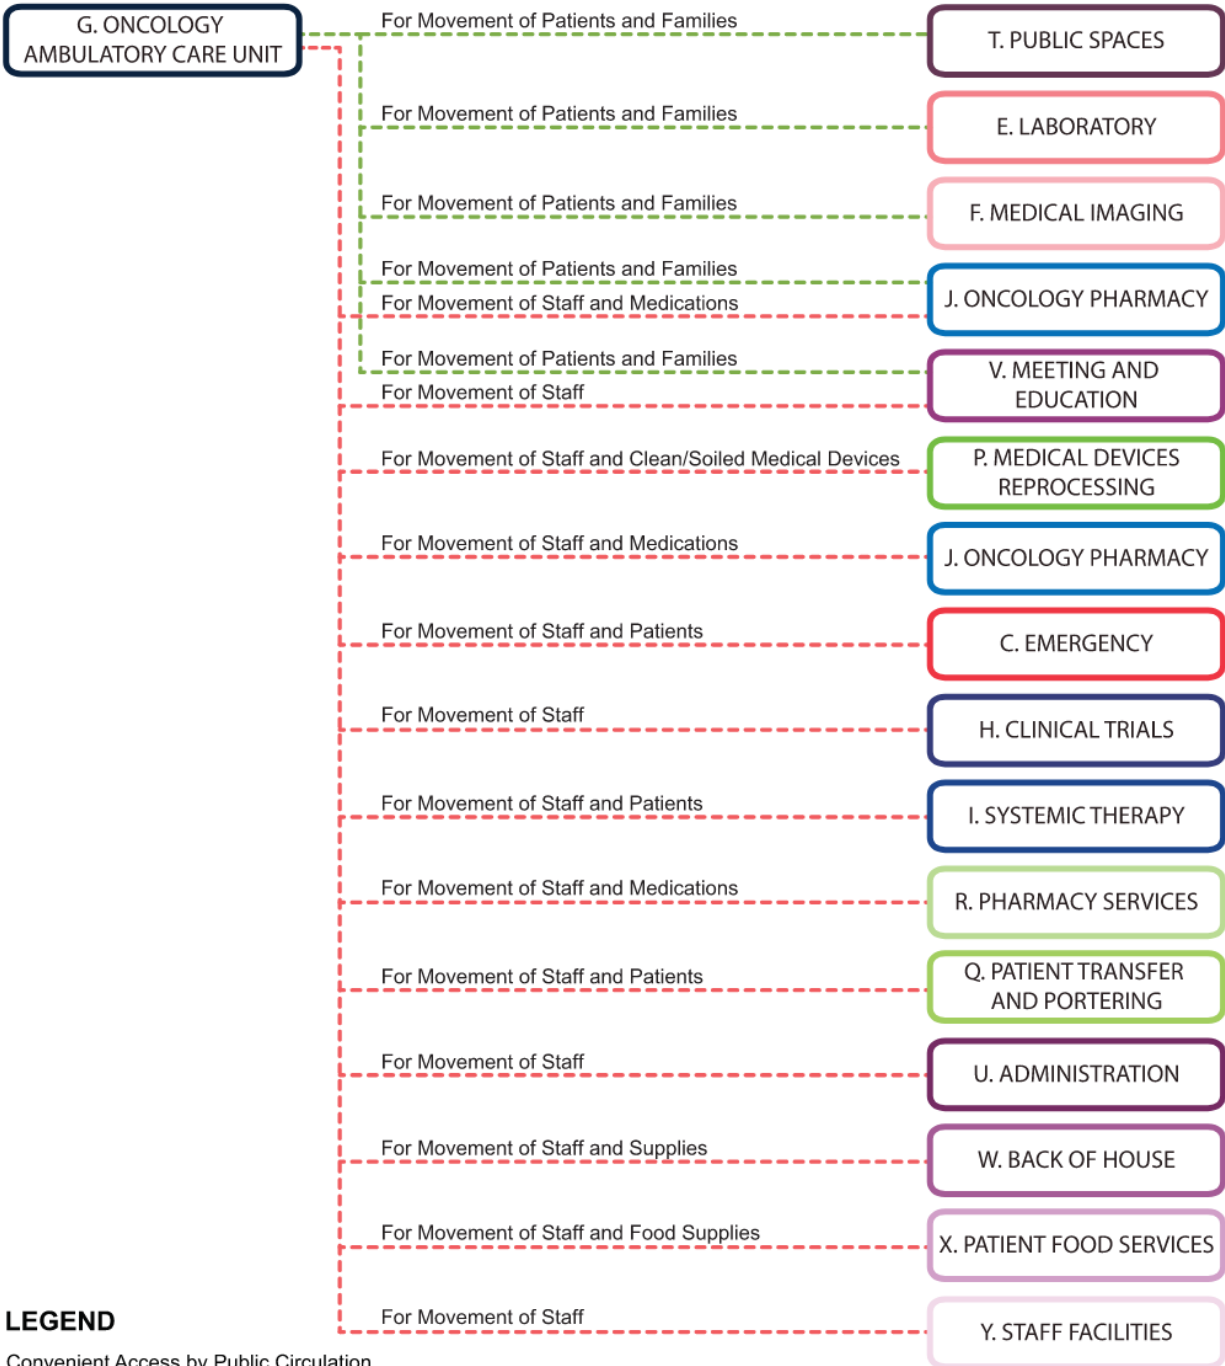 G. ONCOLOGY
AMBULATORY CARE UNIT
For Movement of Patients and Families
T. PUBLIC SPACES
For Movement of Patients and Families
E. LABORATORY
For Movement of Patients and Families
F. MEDICAL IMAGING
For Movement of Patients and Families
For Movement of Staff and Medications
J. ONCOLOGY PHARMACY
For Movement of Patients and Families
For Movement of Staff
V. MEETING AND
EDUCATION
For Movement of Staff and Clean/Soiled Medical Devices
P. MEDICAL DEVICES
REPROCESSING
For Movement of Staff and Medications
J. ONCOLOGY PHARMACY
For Movement of Staff and Patients
C. EMERGENCY
For Movement of Staff
H. CLINICAL TRIALS
For Movement of Staff and Patients
I. SYSTEMIC THERAPY
For Movement of Staff and Medications
R. PHARMACY SERVICES
For Movement of Staff and Patients
Q. PATIENT TRANSFER
AND PORTERING
For Movement of Staff
U. ADMINISTRATION
For Movement of Staff and Supplies
W. BACK OF HOUSE
For Movement of Staff and Food Supplies
X. PATIENT FOOD SERVICES
For Movement of Staff
Y. STAFF FACILITIES
LEGEND
Convenient Access by Public Circulation